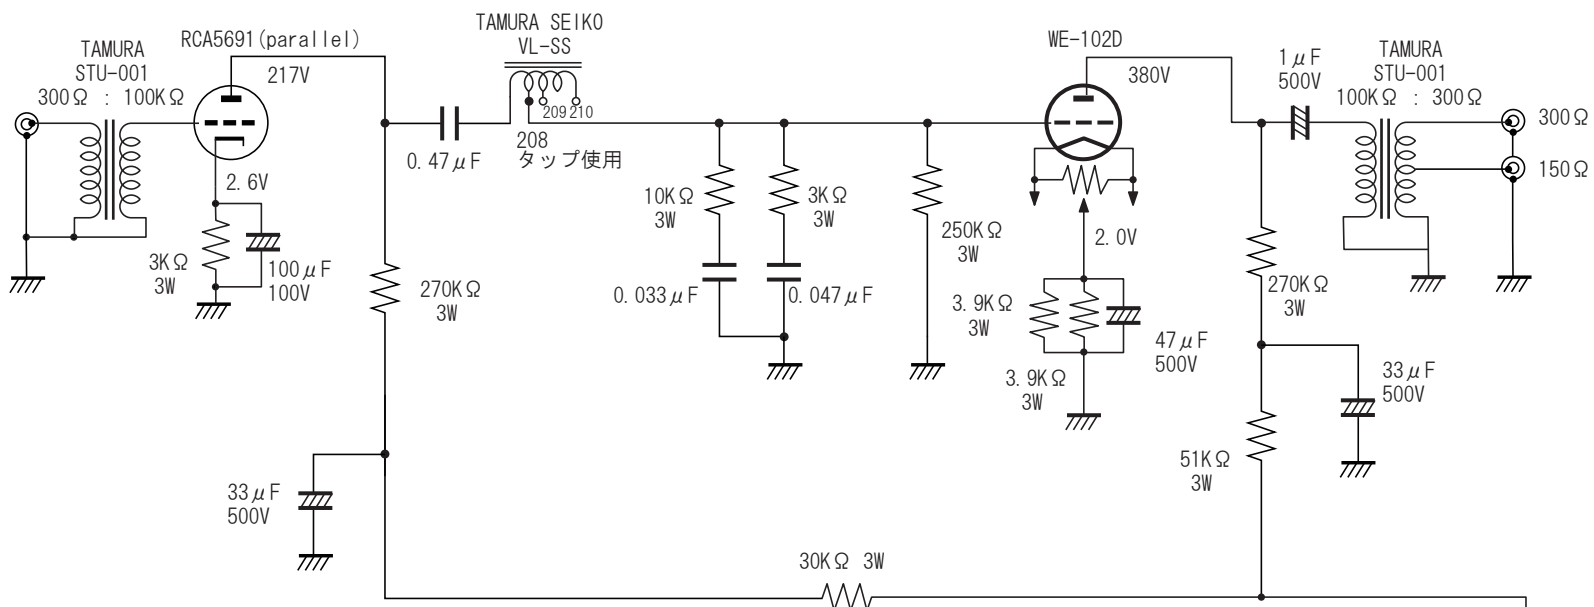 TAMURA
STU-001
300Ω : 100KΩ
RCA5691(parallel)
217V
2.6V
3KΩ
3W
100μF
100V
TAMURA SEIKO
VL-SS
209 210
208
タップ使用
0.47μF
270KΩ
3W
33μF
500V
10KΩ
3W
0.033μF
3KΩ
3W
0.047μF
250KΩ
3W
WE-102D
380V
2.0V
3.9KΩ
3W
3.9KΩ
3W
47μF
500V
1μF
500V
TAMURA
STU-001
100KΩ : 300Ω
300Ω
150Ω
270KΩ
3W
33μF
500V
51KΩ
3W
30KΩ 3W